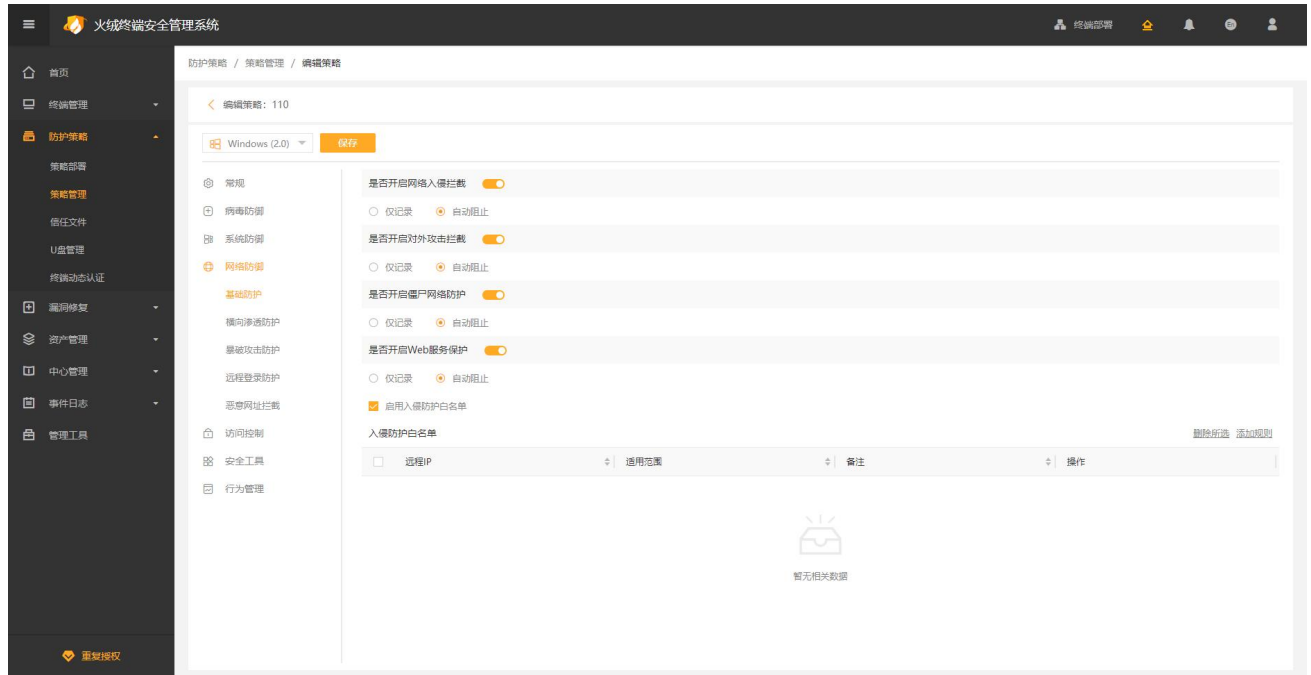 火绒终端安全管理系统
终端部署
En
首页
终端管理
防护策略
策略部署
策略管理
信任文件
U盘管理
终端动态认证
漏洞修复
资产管理
中心管理
事件日志
管理工具
重复授权
防护策略 / 策略管理 / 编辑策略
编辑策略：110
Windows (2.0) 保存
常规
病毒防御
系统防御
网络防御
基础防护
横向渗透防护
暴破攻击防护
远程登录防护
恶意网址拦截
访问控制
安全工具
行为管理
是否开启网络入侵拦截
仅记录 自动阻止
是否开启对外攻击拦截
仅记录 自动阻止
是否开启僵尸网络防护
仅记录 自动阻止
是否开启Web服务保护
仅记录 自动阻止
启用入侵防护白名单
入侵防护白名单 删除所选 添加规则
远程IP 适用范围 备注 操作
暂无相关数据